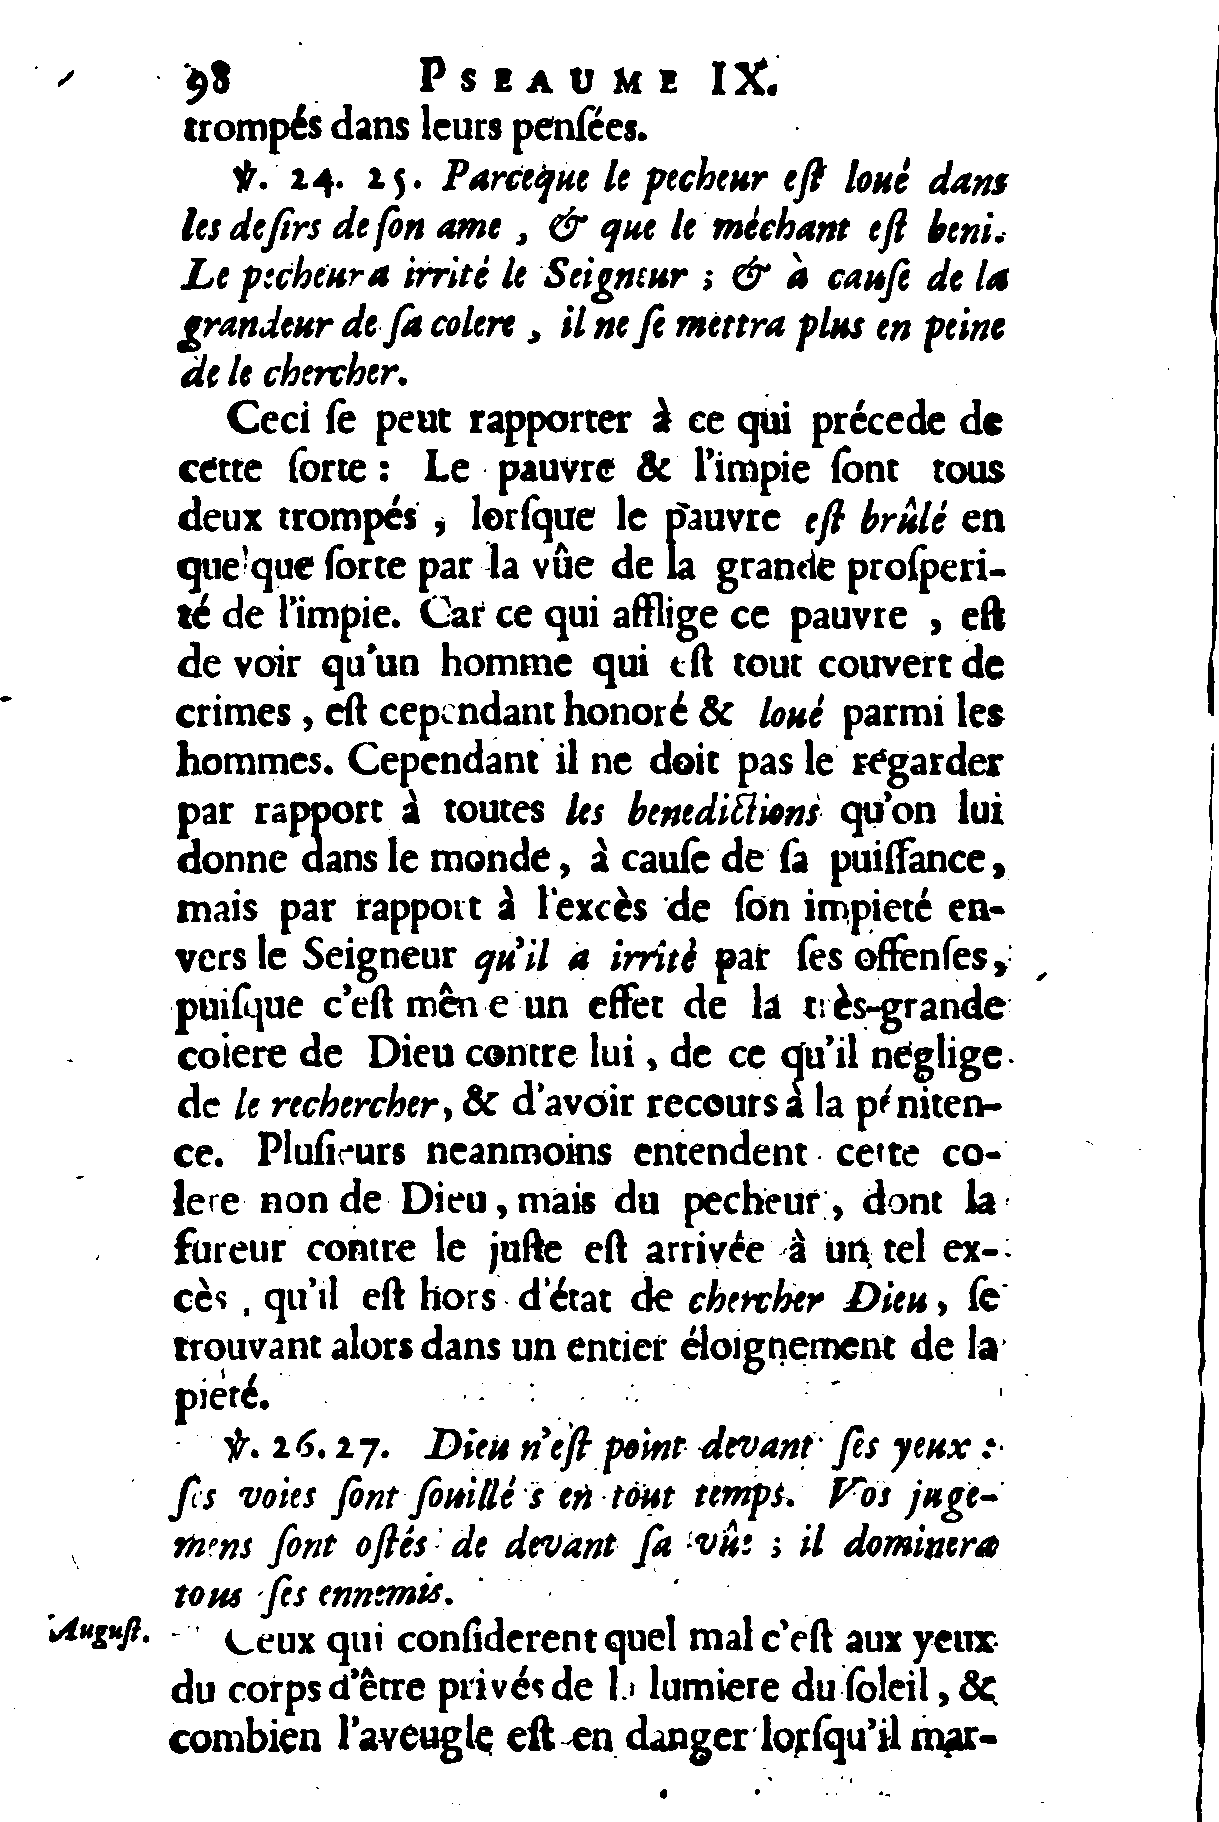 98 PSEAUME IX.
trompés dans leurs penſées.
℣. 24. 25. Parceque le pecheur eſt loué dans
les deſirs de ſon ame , & que le méchant eſt beni.
Le pecheur a irrité le Seigneur ; & à cauſe de la
grandeur de ſa colere , il ne ſe mettra plus en peine
de le chercher.
Ceci ſe peut rapporter à ce qui précede de
cette ſorte : Le pauvre & l'impie ſont tous
deux trompés , lorſque le pauvre eſt brûlé en
quelque ſorte par la vûe de la grande proſperi-
té de l'impie. Car ce qui afflige ce pauvre , eſt
de voir qu'un homme qui eſt tout couvert de
crimes , eſt cependant honoré & loué parmi les
hommes. Cependant il ne doit pas le regarder
par rapport à toutes les benedictions qu'on lui
donne dans le monde , à cauſe de ſa puiſſance,
mais par rapport à l'excès de ſon impieté en-
vers le Seigneur qu'il a irrité par ſes offenſes,
puiſque c'eſt même un effet de la très-grande
colere de Dieu contre lui , de ce qu'il neglige
de le rechercher, & d'avoir recours à la péniten-
ce. Pluſieurs neanmoins entendent cette co-
lere non de Dieu , mais du pecheur , dont la
fureur contre le juſte eſt arrivée à un tel ex-
cès , qu'il eſt hors d'état de chercher Dieu, ſe
trouvant alors dans un entier éloignement de la
pieté.
℣. 26. 27. Dieu n'eſt point devant ſes yeux :
ſes voies ſont ſouillées en tout temps. Vos juge-
mens ſont oſtés de devant ſa vûe ; il dominera
tous ſes ennemis.
Auguſt. Ceux qui conſiderent quel mal c'eſt aux yeux
du corps d'être privés de la lumiere du ſoleil , &
combien l'aveugle eſt en danger lorſqu'il mar-